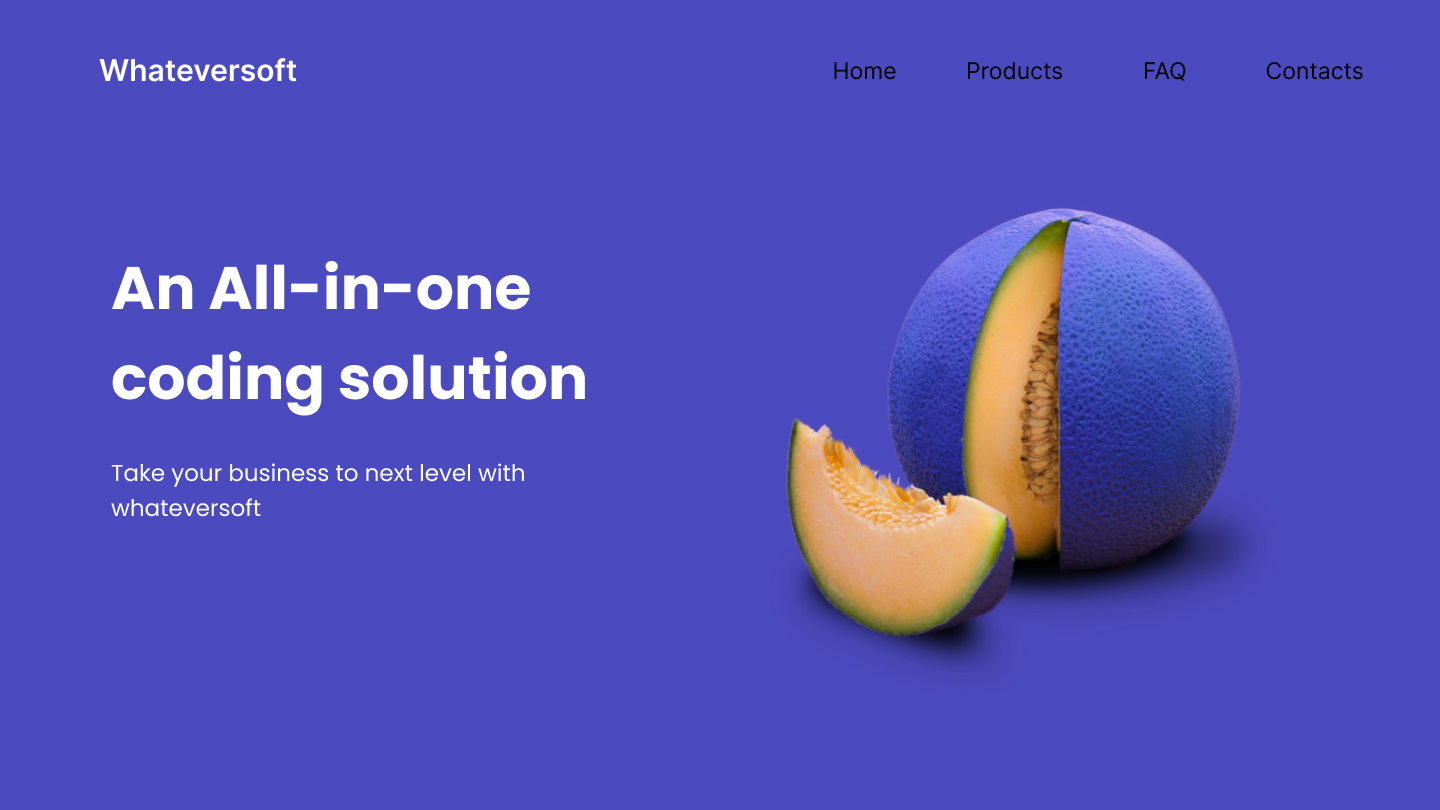 Whateversoft
Home Products FAQ Contacts
An All-in-one
coding solution
Take your business to next level with
whateversoft